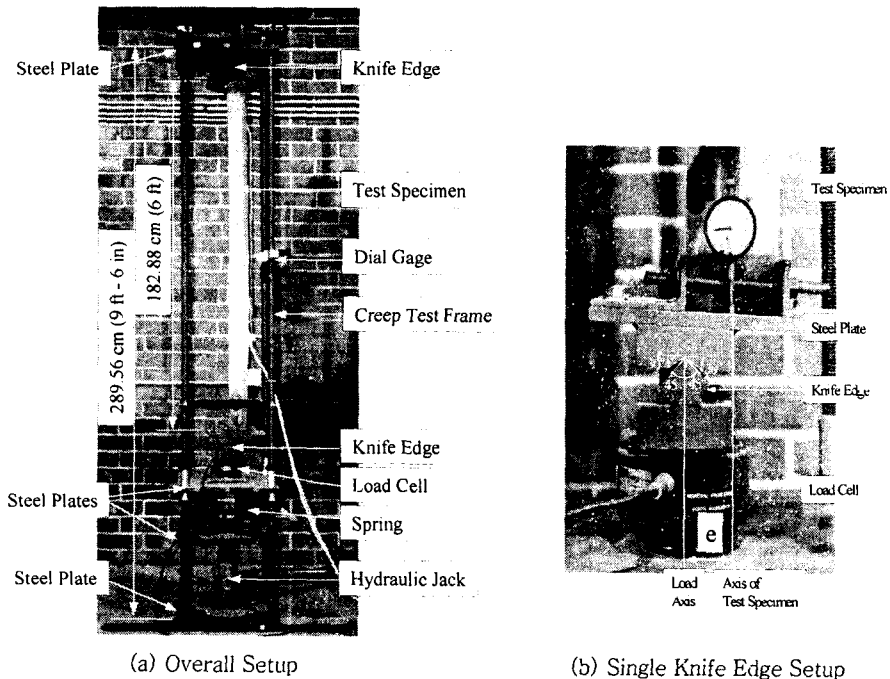 Steel Plate
Knife Edge
Test Specimen
Dial Gage
Creep Test Frame
289.56 cm (9 ft - 6 in)
182.88 cm (6 ft)
Knife Edge
Load Cell
Steel Plates
Spring
Steel Plate
Hydraulic Jack
(a) Overall Setup
Test Specimen
Steel Plate
Knife Edge
Load Cell
e
Load
Axis
Axis of
Test Specimen
(b) Single Knife Edge Setup